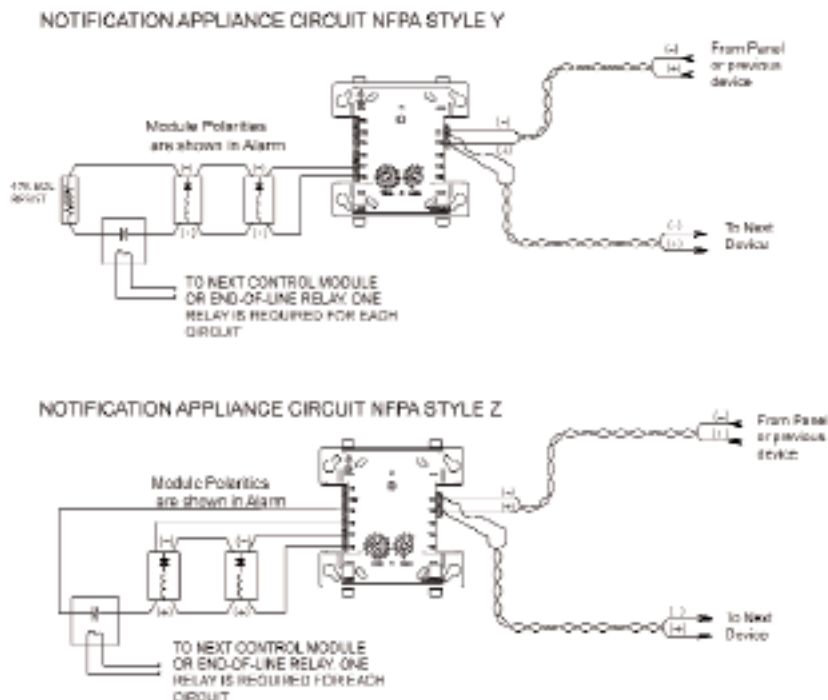 NOTIFICATION APPLIANCE CIRCUIT NFPA STYLE Y
(-)
(+)
From Panel
or previous
device
Module Polarities
are shown in Alarm
(-)
(+)
(-)
(-)
47K EOL
RESIST
(+)
(+)
(-)
(+)
To Next
Device
TO NEXT CONTROL MODULE
OR END-OF-LINE RELAY. ONE
RELAY IS REQUIRED FOR EACH
CIRCUIT
NOTIFICATION APPLIANCE CIRCUIT NFPA STYLE Z
(-)
(+)
From Panel
or previous
device
Module Polarities
are shown in Alarm
(-)
(+)
(-)
(-)
(+)
(+)
(-)
(+)
To Next
Device
TO NEXT CONTROL MODULE
OR END-OF-LINE RELAY. ONE
RELAY IS REQUIRED FOR EACH
CIRCUIT